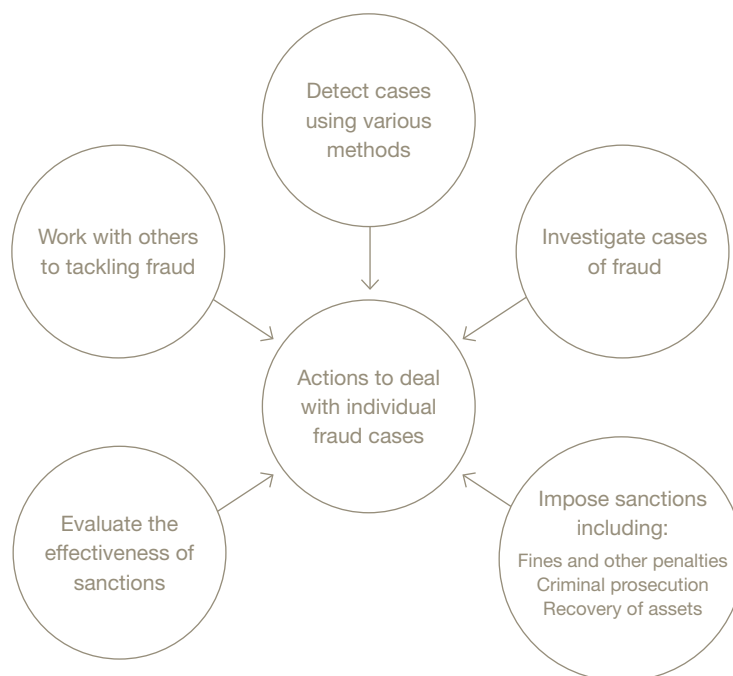 Detect cases
using various
methods
Work with others
to tackling fraud
Investigate cases
of fraud
Actions to deal
with individual
fraud cases
Evaluate the
effectiveness of
sanctions
Impose sanctions
including:
Fines and other penalties
Criminal prosecution
Recovery of assets